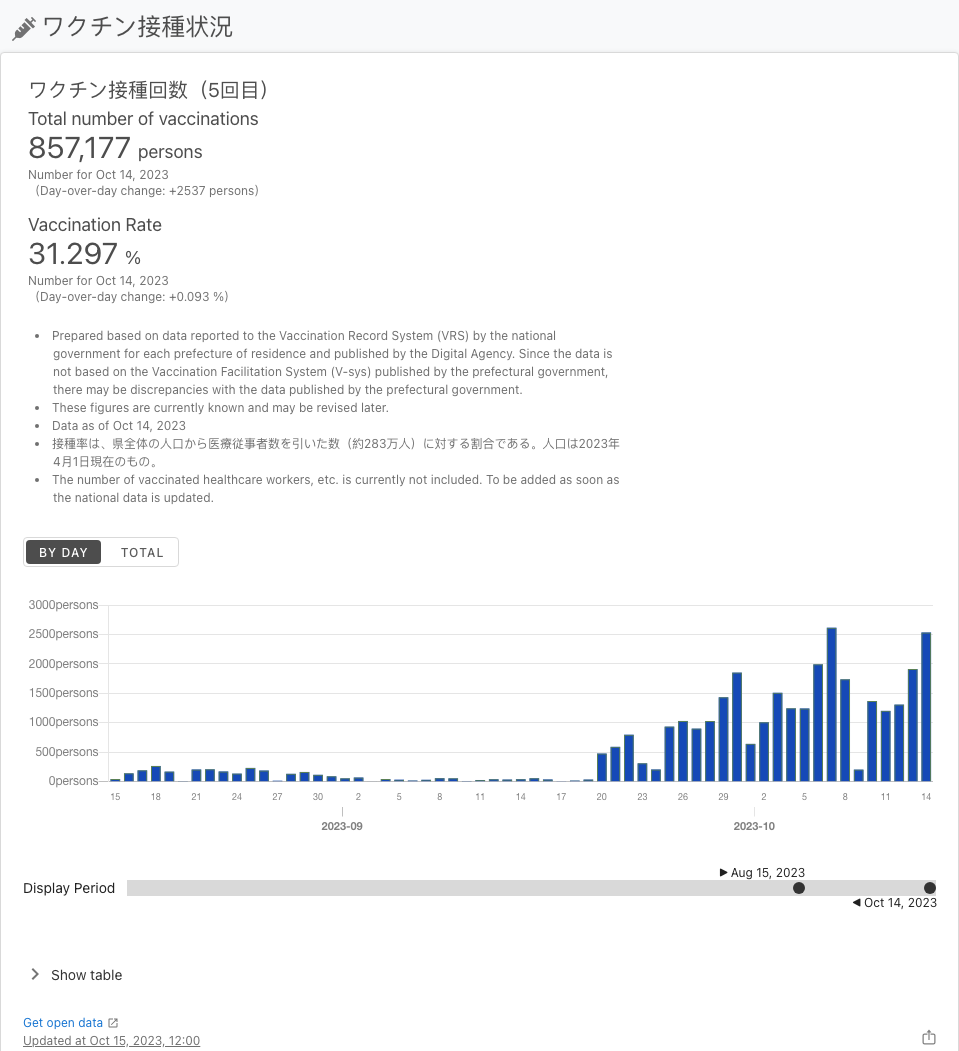 ワクチン接種状況
ワクチン接種回数（5回目）
Total number of vaccinations
857,177 persons
Number for Oct 14, 2023
（Day-over-day change: +2537 persons）
Vaccination Rate
31.297 %
Number for Oct 14, 2023
（Day-over-day change: +0.093 %）
• Prepared based on data reported to the Vaccination Record System (VRS) by the national
government for each prefecture of residence and published by the Digital Agency. Since the data is
not based on the Vaccination Facilitation System (V-sys) published by the prefectural government,
there may be discrepancies with the data published by the prefectural government.
• These figures are currently known and may be revised later.
• Data as of Oct 14, 2023
• 接種率は、県全体の人口から医療従事者数を引いた数（約283万人）に対する割合である。人口は2023年
4月1日現在のもの。
• The number of vaccinated healthcare workers, etc. is currently not included. To be added as soon as
the national data is updated.
BY DAY TOTAL
3000persons
2500persons
2000persons
1500persons
1000persons
500persons
0persons
15 18 21 24 27 30 2 5 8 11 14 17 20 23 26 29 2 5 8 11 14
2023-09 2023-10
▶ Aug 15, 2023
Display Period
◀ Oct 14, 2023
Show table
Get open data
Updated at Oct 15, 2023, 12:00